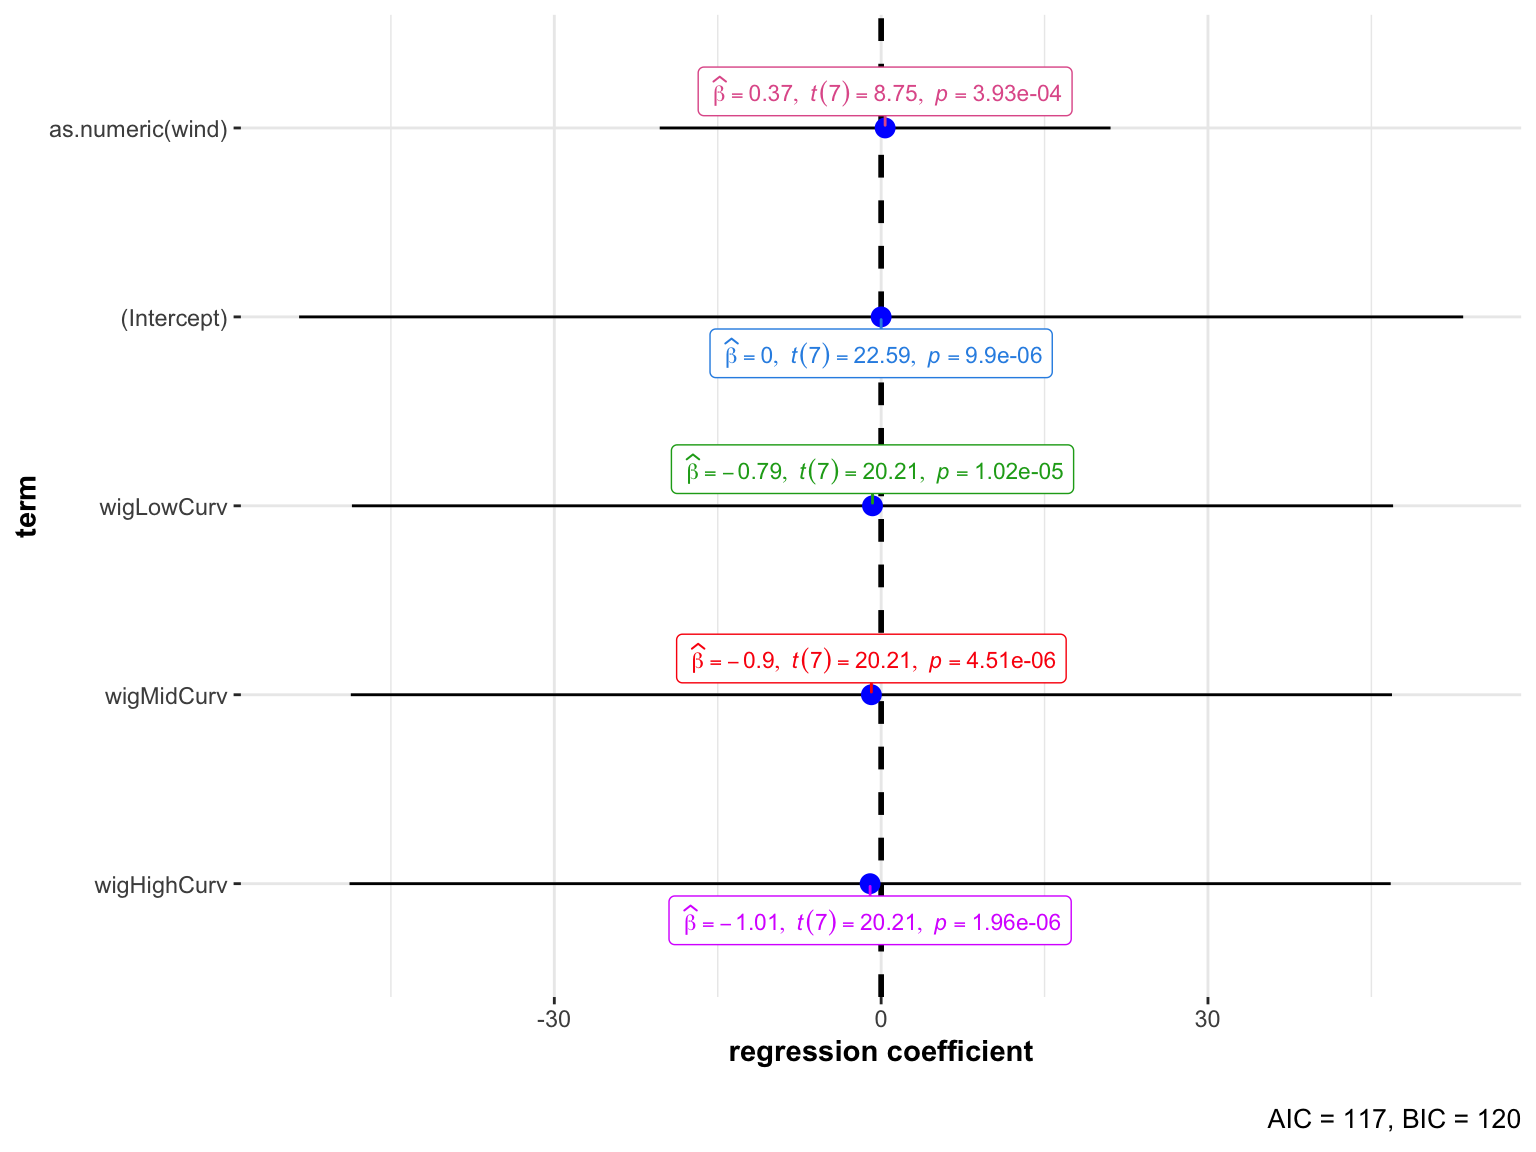 β̂ = 0.37, t(7) = 8.75, p = 3.93e-04
as.numeric(wind)
(Intercept)
β̂ = 0, t(7) = 22.59, p = 9.9e-06
β̂ = − 0.79, t(7) = 20.21, p = 1.02e-05
wigLowCurv
term
β̂ = − 0.9, t(7) = 20.21, p = 4.51e-06
wigMidCurv
wigHighCurv
β̂ = − 1.01, t(7) = 20.21, p = 1.96e-06
-30 0 30
regression coefficient
AIC = 117, BIC = 120